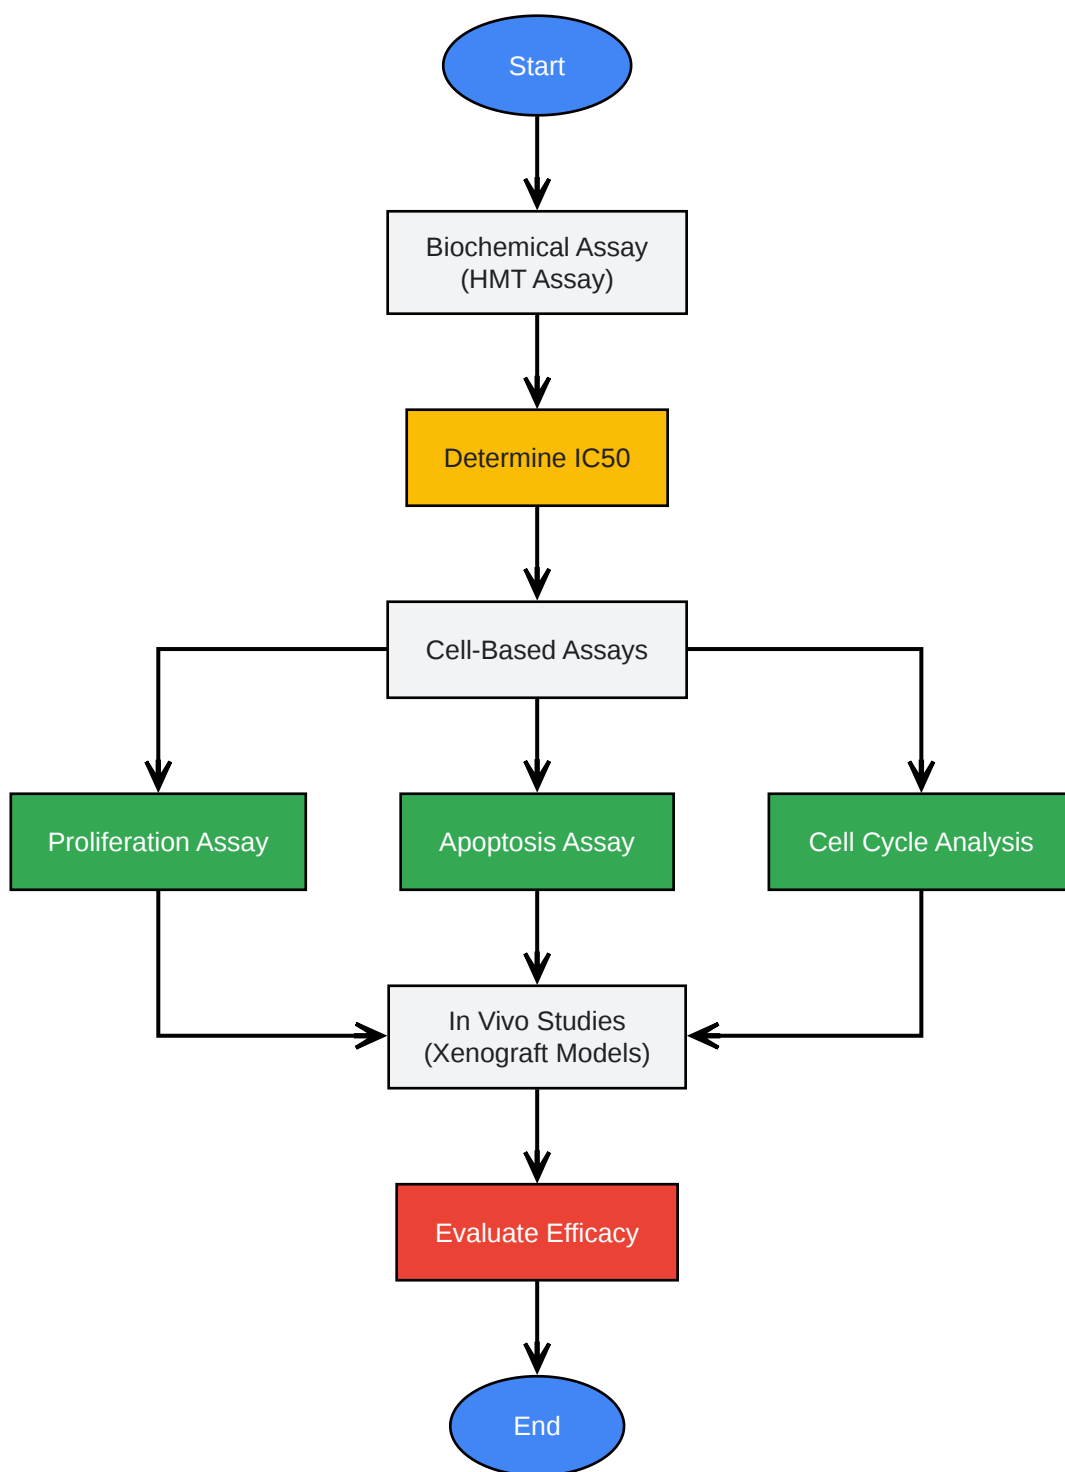 Start
Biochemical Assay
(HMT Assay)
Determine IC50
Cell-Based Assays
Proliferation Assay
Apoptosis Assay
Cell Cycle Analysis
In Vivo Studies
(Xenograft Models)
Evaluate Efficacy
End